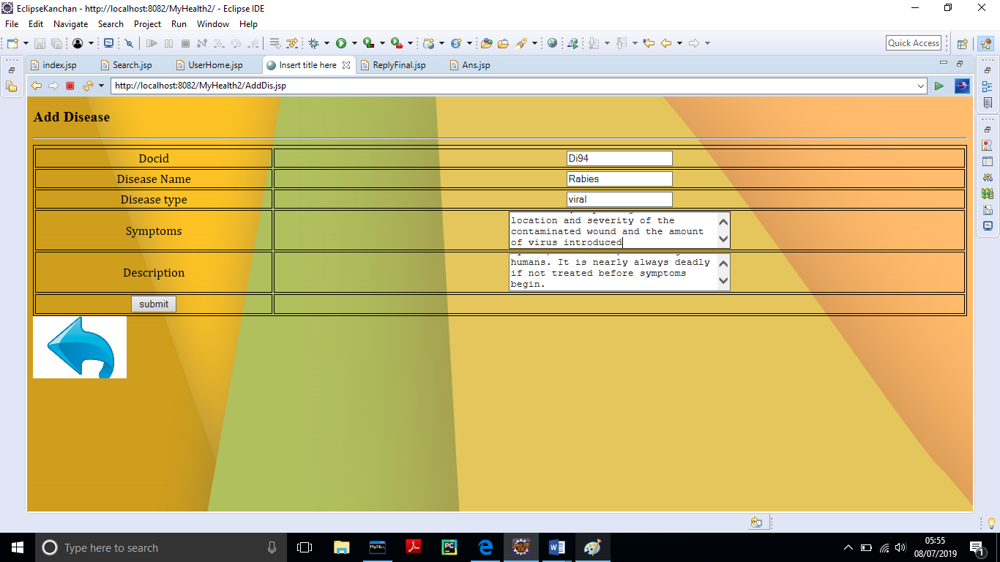 EclipseKanchan - http://localhost:8082/MyHealth2/ - Eclipse IDE
File Edit Navigate Search Project Run Window Help
Quick Access
index.jsp Search.jsp UserHome.jsp Insert title here ReplyFinal.jsp Ans.jsp
http://localhost:8082/MyHealth2/AddDis.jsp
Add Disease
Docid Di94
Disease Name Rabies
Disease type viral
Symptoms
location and severity of the
contaminated wound and the amount
of virus introduced
Description
humans. It is nearly always deadly
if not treated before symptoms
begin.
submit
Type here to search
05:55
08/07/2019
1